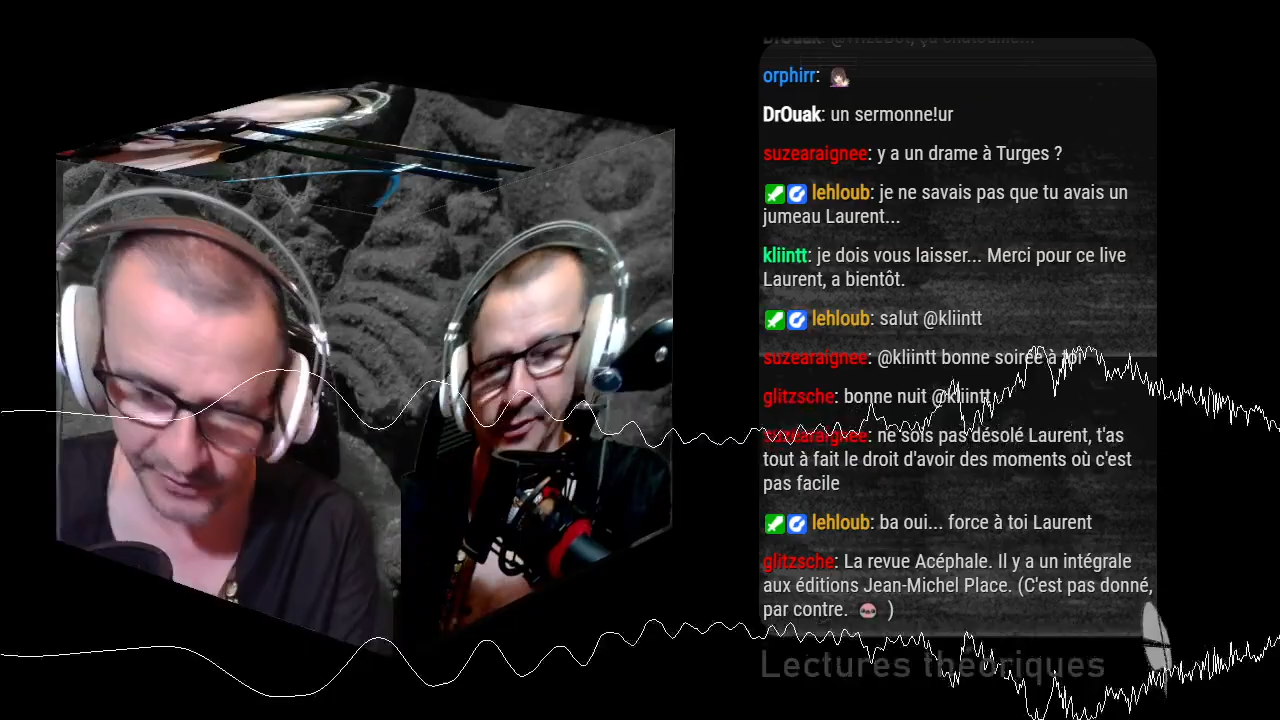 orphirr:
DrOuak: un sermonne!ur
suzearaignee: y a un drame à Turges ?
lehloub: je ne savais pas que tu avais un
jumeau Laurent...
kliintt: je dois vous laisser... Merci pour ce live
Laurent, a bientôt.
lehloub: salut @kliintt
suzearaignee: @kliintt bonne soirée à toi
glitzsche: bonne nuit @kliintt
suzearaignee: ne sois pas désolé Laurent, t'as
tout à fait le droit d'avoir des moments où c'est
pas facile
lehloub: ba oui... force à toi Laurent
glitzsche: La revue Acéphale. Il y a un intégrale
aux éditions Jean-Michel Place. (C'est pas donné,
par contre. )
Lectures théoriques